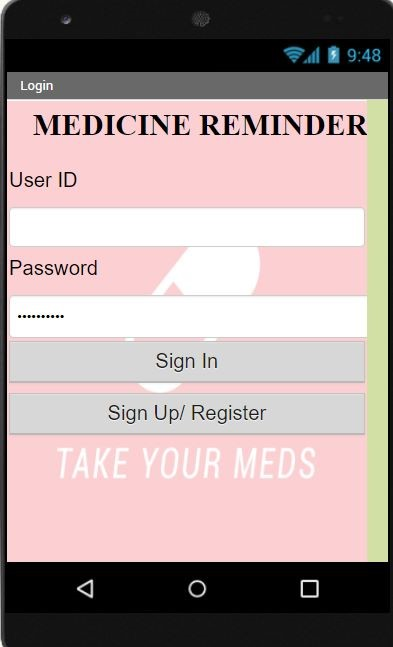 9:48
Login
MEDICINE REMINDER
User ID
Password
••••••••••
Sign In
Sign Up/ Register
TAKE YOUR MEDS